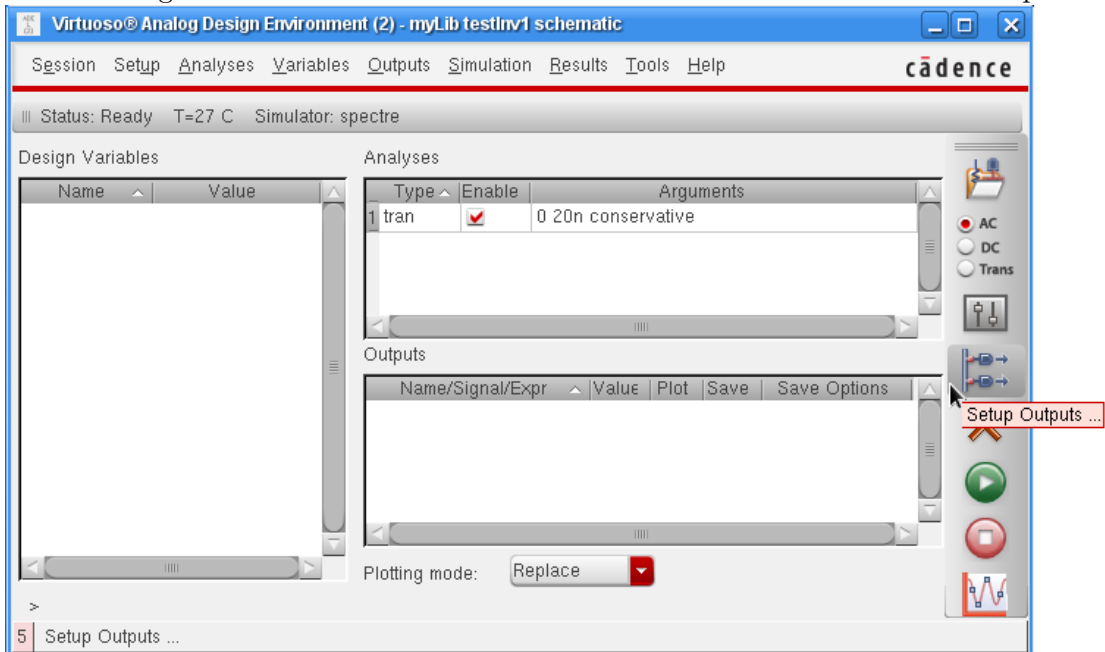 Virtuoso® Analog Design Environment (2) - myLib testInv1 schematic
Session Setup Analyses Variables Outputs Simulation Results Tools Help
cādence
Status: Ready T=27 C Simulator: spectre
Design Variables
Name Value
Analyses
Type Enable Arguments
1 tran 0 20n conservative
AC
DC
Trans
Outputs
Name/Signal/Expr Value Plot Save Save Options
Setup Outputs ...
Plotting mode: Replace
>
5 Setup Outputs ...